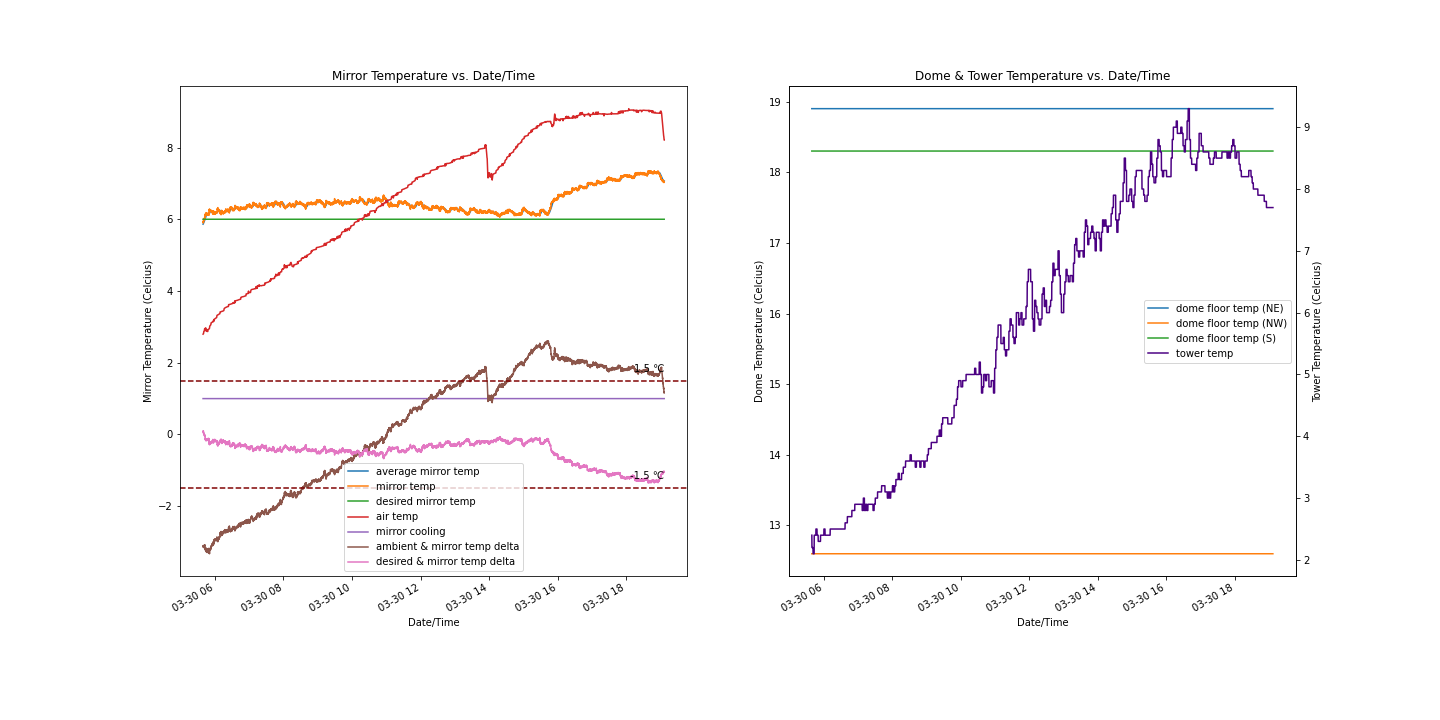 Mirror Temperature vs. Date/Time
Mirror Temperature (Celcius)
8
6
4
2
0
−2
1.5 °C
-1.5 °C
average mirror temp
mirror temp
desired mirror temp
air temp
mirror cooling
ambient & mirror temp delta
desired & mirror temp delta
03-30 06
03-30 08
03-30 10
03-30 12
03-30 14
03-30 16
03-30 18
Date/Time
Dome & Tower Temperature vs. Date/Time
Dome Temperature (Celcius)
19
18
17
16
15
14
13
dome floor temp (NE)
dome floor temp (NW)
dome floor temp (S)
tower temp
9
8
7
6
5
4
3
2
Tower Temperature (Celcius)
03-30 06
03-30 08
03-30 10
03-30 12
03-30 14
03-30 16
03-30 18
Date/Time